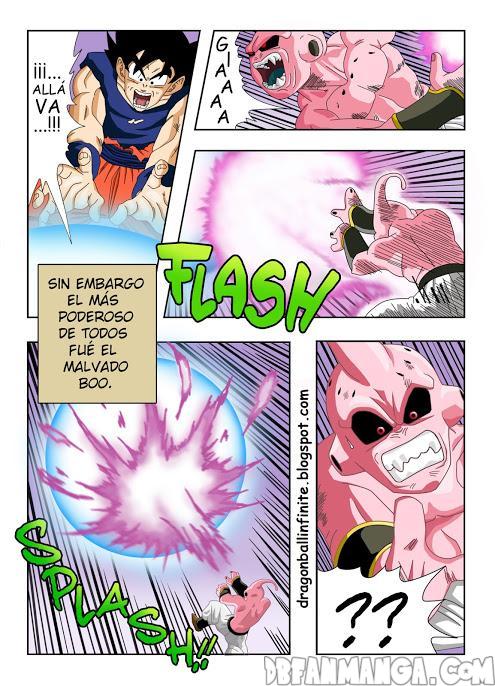 ¡¡¡...
ALLÁ
VA
...!!!
GIAAAA
FLASH
SIN EMBARGO
EL MÁS
PODEROSO
DE TODOS
FUÉ EL
MALVADO
BOO.
dragonballinfinite.blogspot.com
SPLASH!!
??
DBFANMANGA.COM